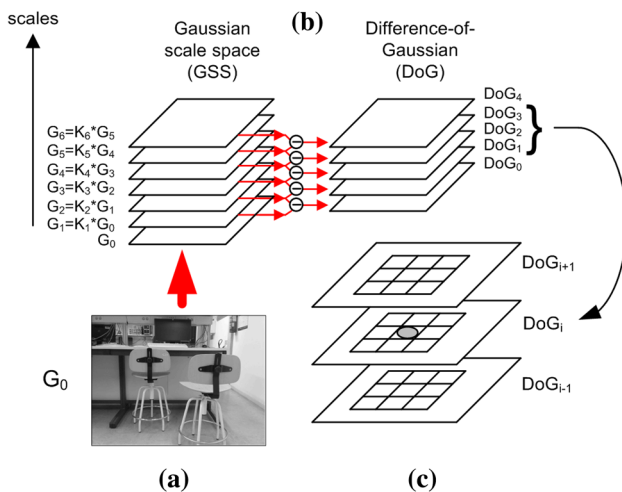 scales
(b)
Gaussian
scale space
(GSS)
Difference-of-
Gaussian
(DoG)
G₆=K₆*G₅
G₅=K₅*G₄
G₄=K₄*G₃
G₃=K₃*G₂
G₂=K₂*G₁
G₁=K₁*G₀
G₀
DoG₄
DoG₃
DoG₂
DoG₁
DoG₀
DoGᵢ₊₁
DoGᵢ
DoGᵢ₋₁
G₀
(a)
(c)